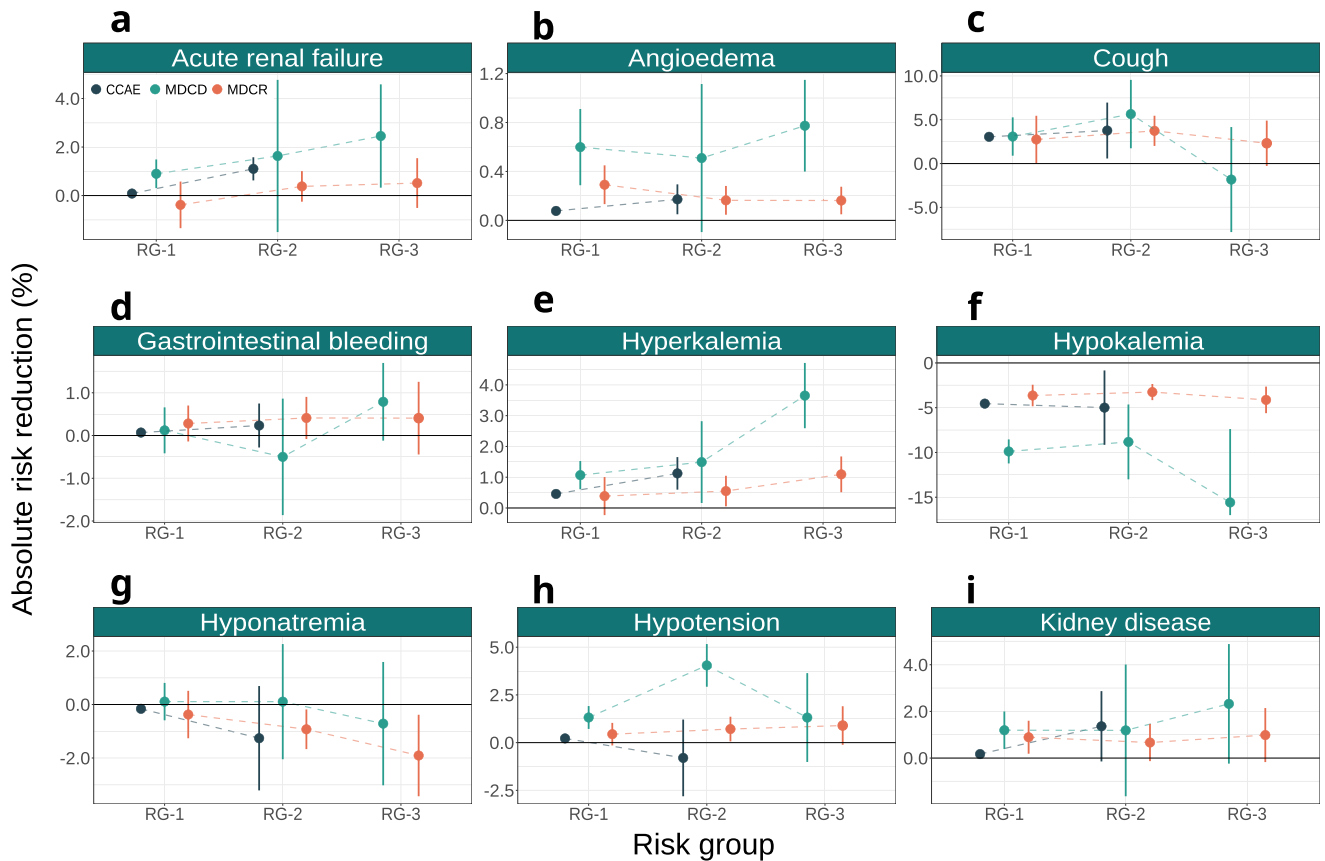 a
b
c
Acute renal failure
Angioedema
Cough
CCAE MDCD MDCR
4.0
2.0
0.0
RG-1 RG-2 RG-3
1.2
0.8
0.4
0.0
RG-1 RG-2 RG-3
10.0
5.0
0.0
-5.0
RG-1 RG-2 RG-3
Absolute risk reduction (%)
d
e
f
Gastrointestinal bleeding
Hyperkalemia
Hypokalemia
1.0
0.0
-1.0
-2.0
RG-1 RG-2 RG-3
4.0
3.0
2.0
1.0
0.0
RG-1 RG-2 RG-3
0
-5
-10
-15
RG-1 RG-2 RG-3
g
h
i
Hyponatremia
Hypotension
Kidney disease
2.0
0.0
-2.0
RG-1 RG-2 RG-3
5.0
2.5
0.0
-2.5
RG-1 RG-2 RG-3
4.0
2.0
0.0
RG-1 RG-2 RG-3
Risk group